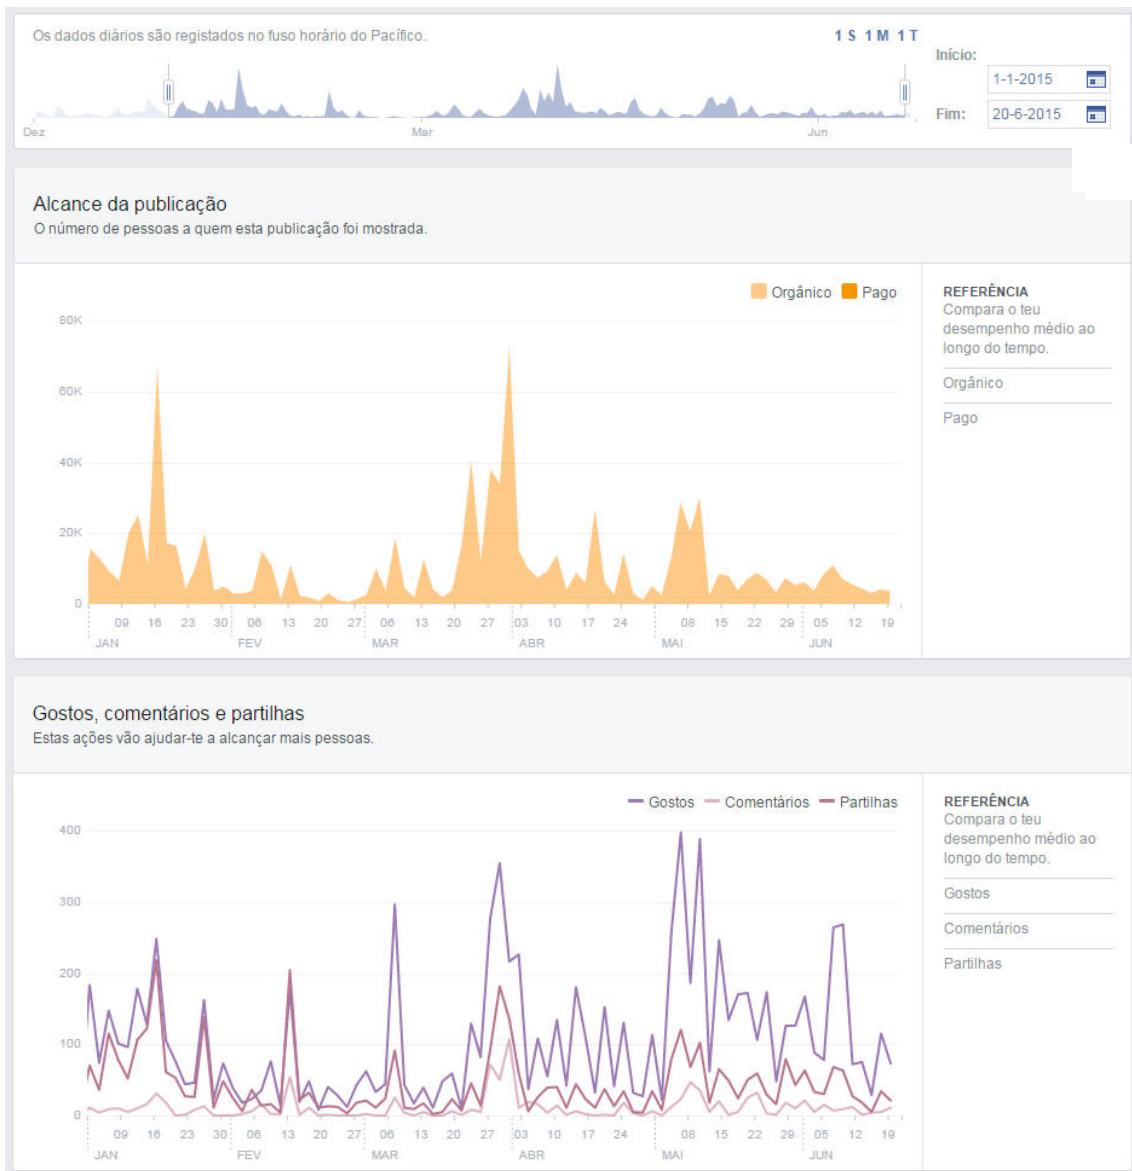 Os dados diários são registados no fuso horário do Pacífico.
1 S 1 M 1 T
Início:
1-1-2015
Fim:
20-6-2015
Dez Mar Jun
Alcance da publicação
O número de pessoas a quem esta publicação foi mostrada.
Orgânico Pago
80K
60K
40K
20K
0
09 16 23 30 06 13 20 27 06 13 20 27 03 10 17 24 08 15 22 29 05 12 19
JAN FEV MAR ABR MAI JUN
REFERÊNCIA
Compara o teu
desempenho médio ao
longo do tempo.
Orgânico
Pago
Gostos, comentários e partilhas
Estas ações vão ajudar-te a alcançar mais pessoas.
Gostos Comentários Partilhas
400
300
200
100
0
09 16 23 30 06 13 20 27 06 13 20 27 03 10 17 24 08 15 22 29 05 12 19
JAN FEV MAR ABR MAI JUN
REFERÊNCIA
Compara o teu
desempenho médio ao
longo do tempo.
Gostos
Comentários
Partilhas